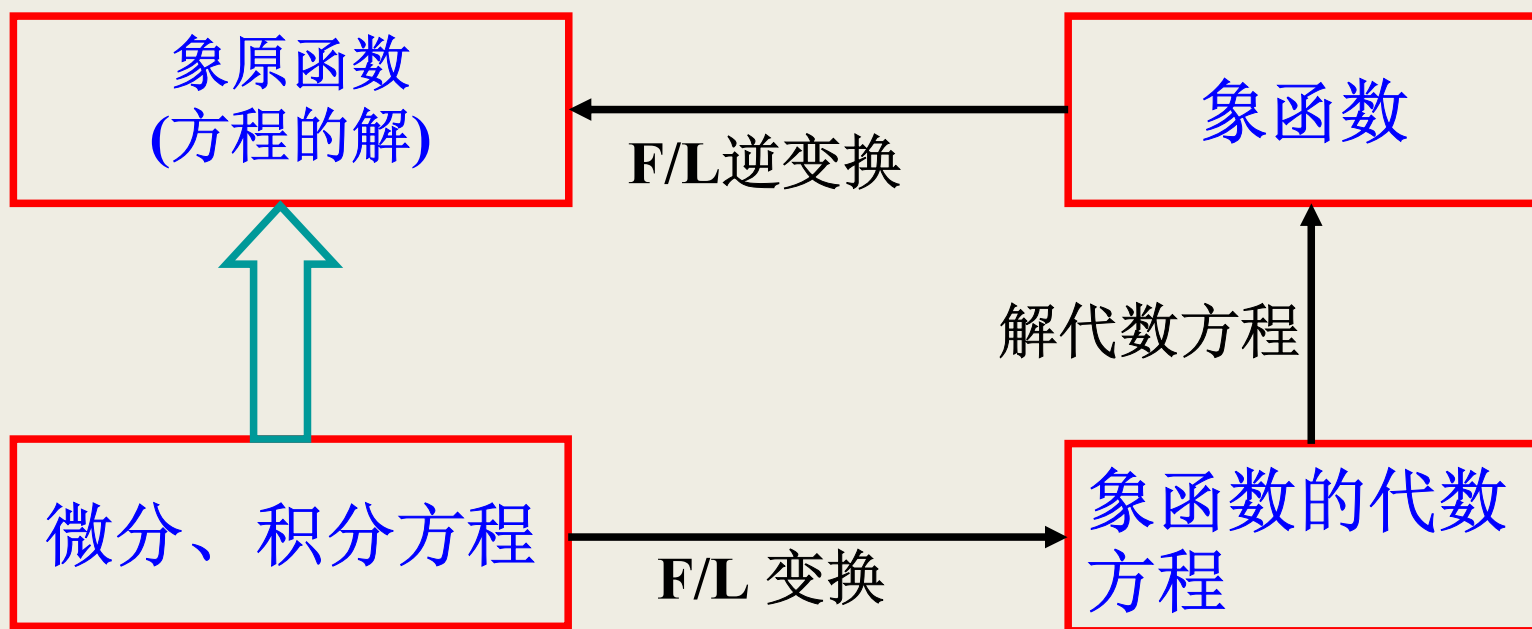 象原函数
(方程的解)
象函数
F/L逆变换
解代数方程
微分、积分方程
象函数的代数
方程
F/L 变换